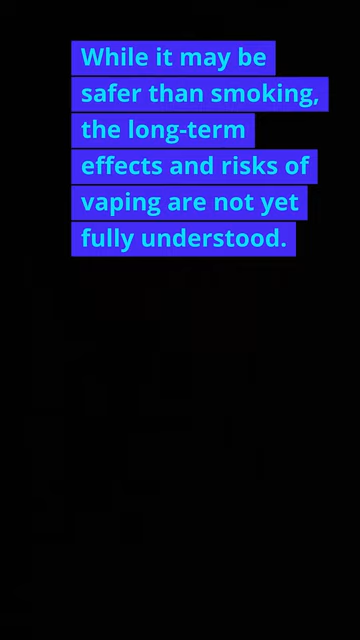 While it may be
safer than smoking,
the long-term
effects and risks of
vaping are not yet
fully understood.